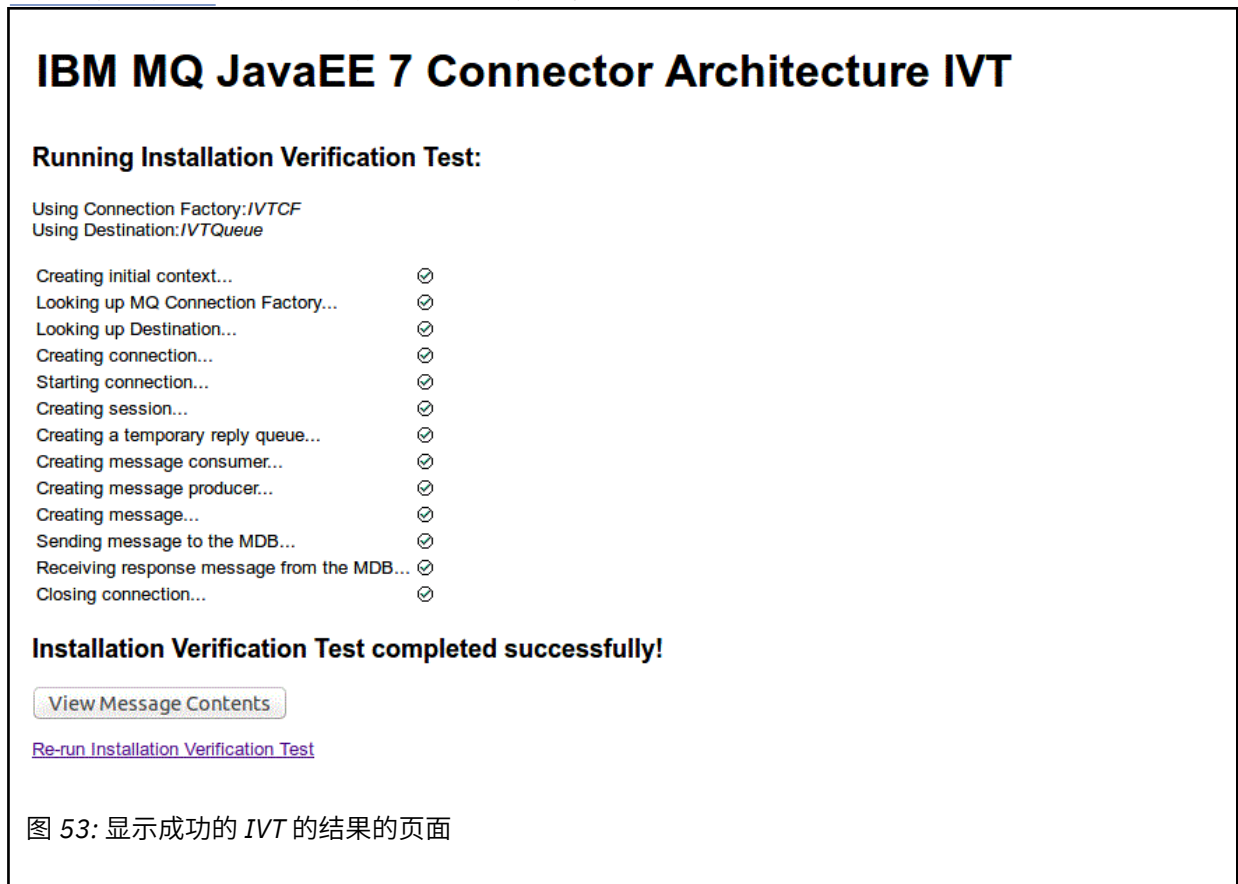 IBM MQ JavaEE 7 Connector Architecture IVT
Running Installation Verification Test:
Using Connection Factory:IVTCF
Using Destination:IVTQueue
Creating initial context...
Looking up MQ Connection Factory...
Looking up Destination...
Creating connection...
Starting connection...
Creating session...
Creating a temporary reply queue...
Creating message consumer...
Creating message producer...
Creating message...
Sending message to the MDB...
Receiving response message from the MDB...
Closing connection...
Installation Verification Test completed successfully!
View Message Contents
Re-run Installation Verification Test
图 53: 显示成功的 IVT 的结果的页面